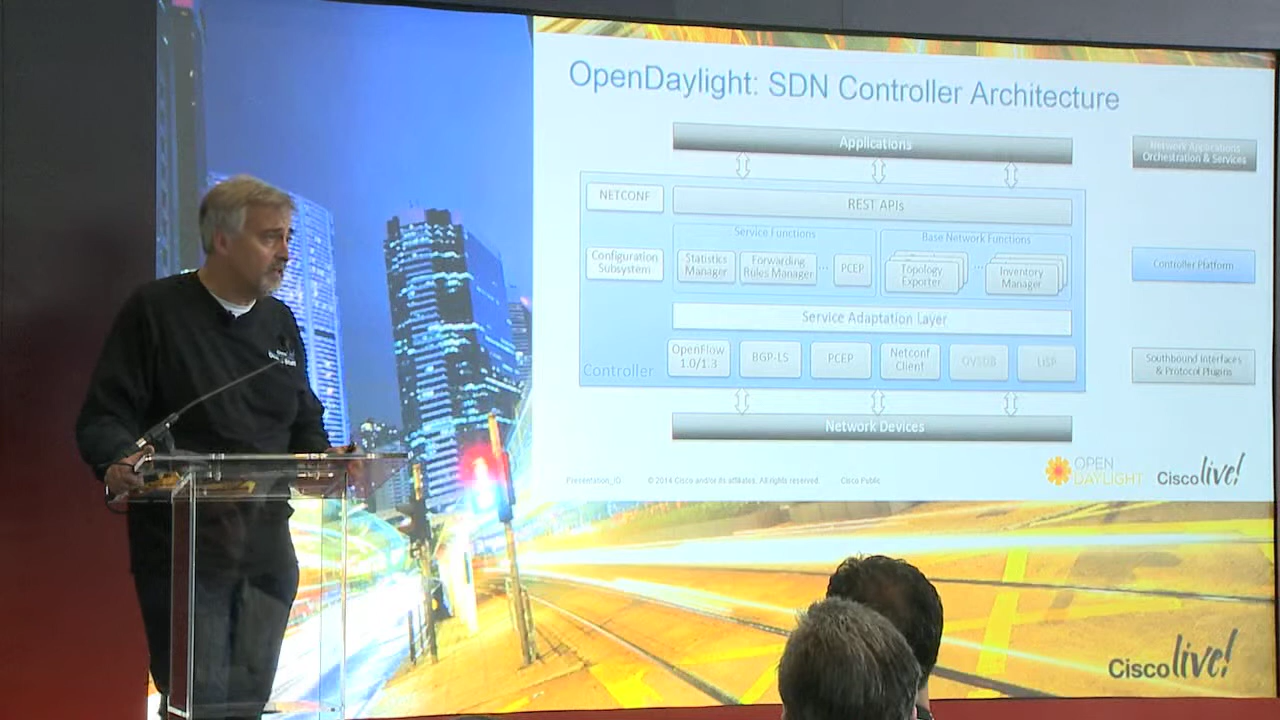 OpenDaylight: SDN Controller Architecture
Applications
Network Applications
Orchestration & Services
NETCONF
REST APIs
Service Functions
Base Network Functions
Configuration
Subsystem
Statistics
Manager
Forwarding
Rules Manager
...
PCEP
Topology
Exporter
...
Inventory
Manager
Controller Platform
Service Adaptation Layer
OpenFlow
1.0/1.3
BGP-LS
PCEP
Netconf
Client
OVSDB
LISP
Controller
Southbound Interfaces
& Protocol Plugins
Network Devices
OPEN
DAYLIGHT
Cisco live!
Presentation_ID
© 2014 Cisco and/or its affiliates. All rights reserved.
Cisco Public
Cisco live!